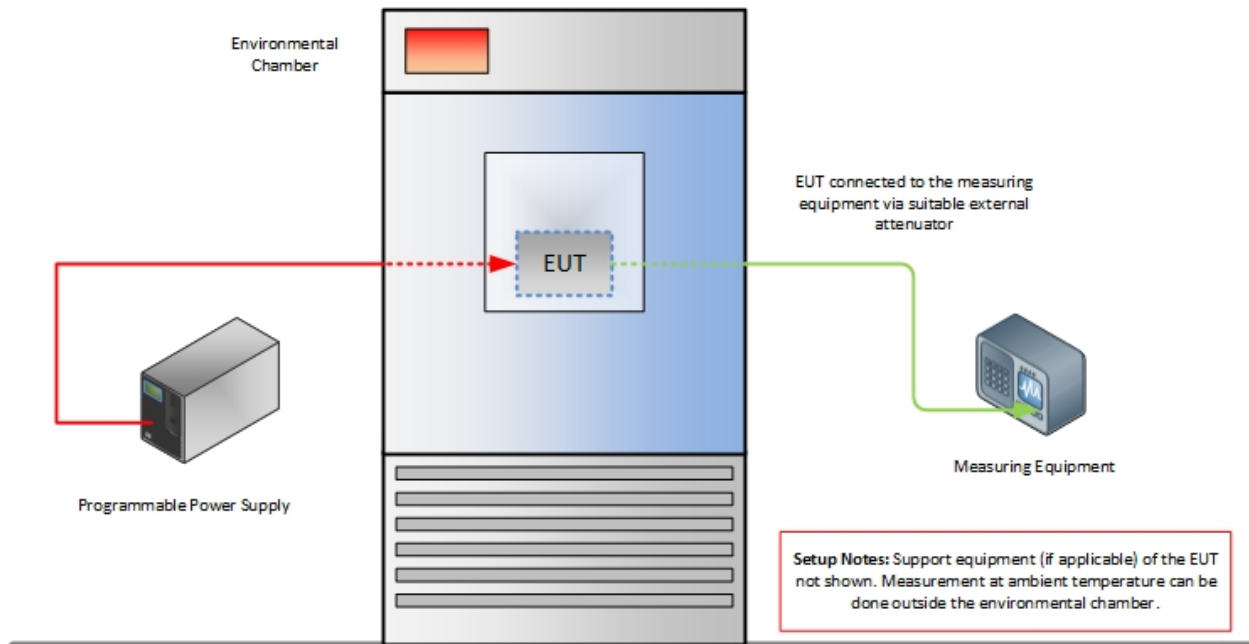 Environmental
Chamber
EUT connected to the measuring
equipment via suitable external
attenuator
EUT
Programmable Power Supply
Measuring Equipment
Setup Notes: Support equipment (if applicable) of the EUT
not shown. Measurement at ambient temperature can be
done outside the environmental chamber.